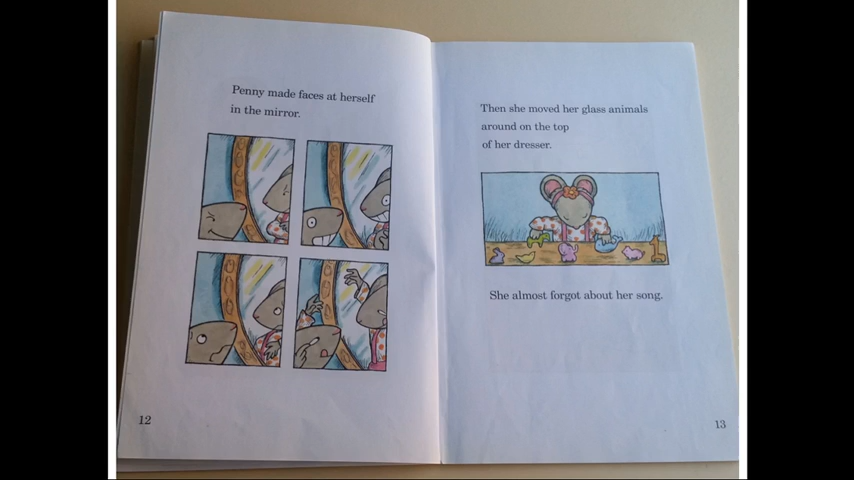 Penny made faces at herself
in the mirror.
12
Then she moved her glass animals
around on the top
of her dresser.
She almost forgot about her song.
13